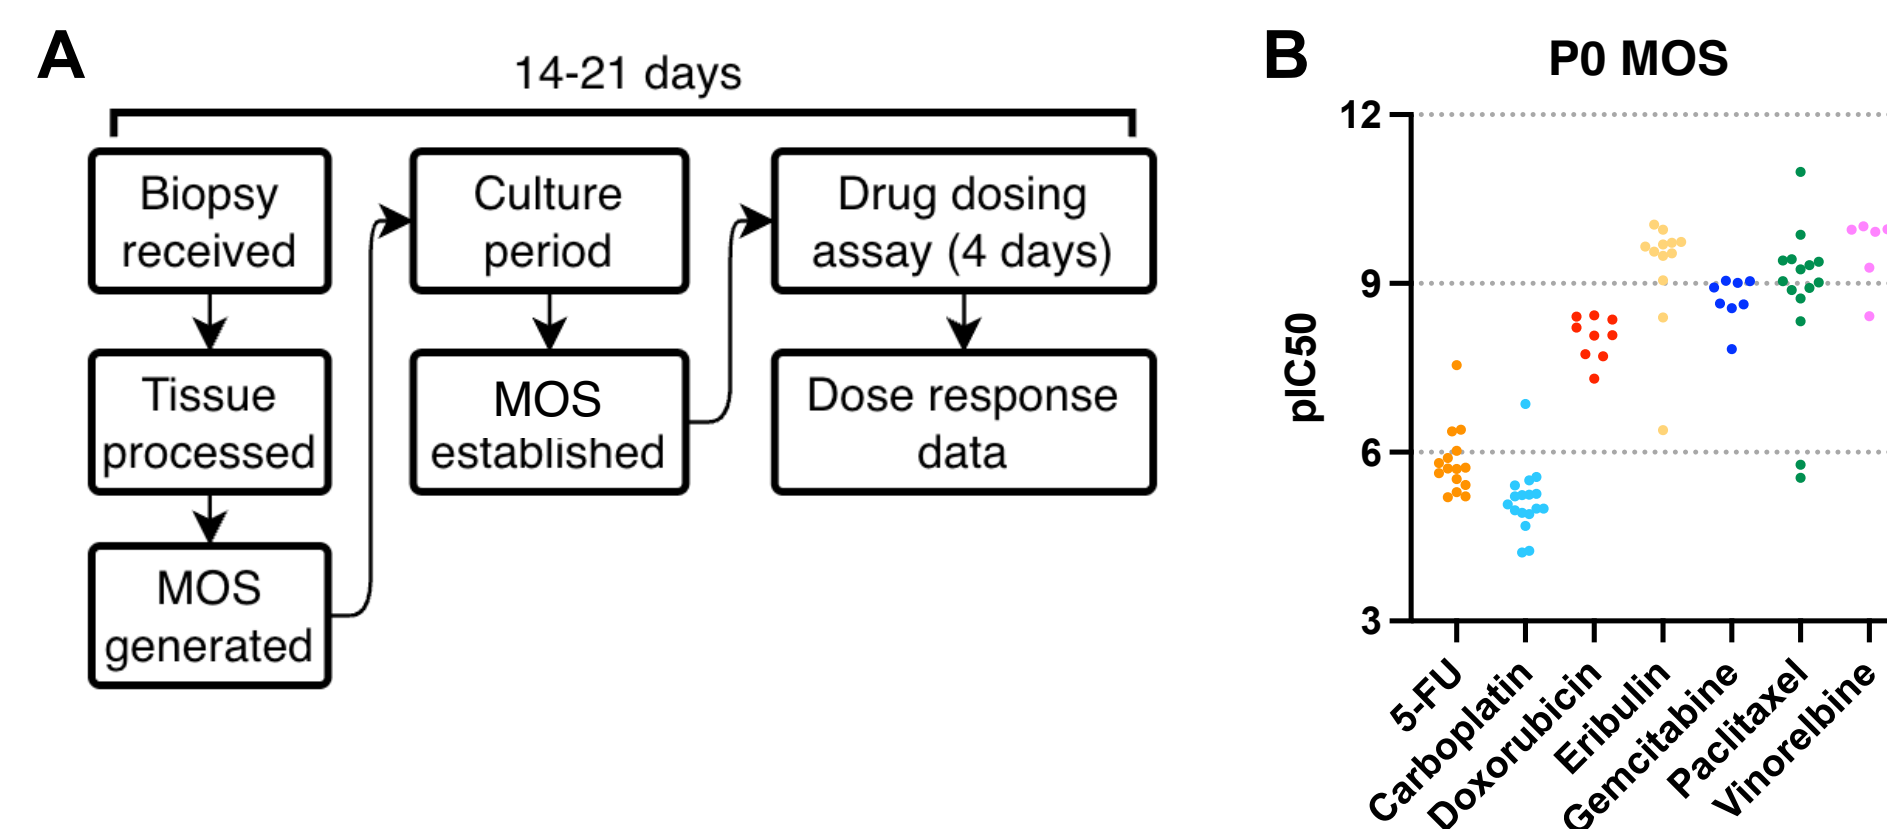 A
14-21 days
Biopsy
received
Tissue
processed
MOS
generated
Culture
period
MOS
established
Drug dosing
assay (4 days)
Dose response
data
B
P0 MOS
12
9
6
3
pIC50
5-FU
Carboplatin
Doxorubicin
Eribulin
Gemcitabine
Paclitaxel
Vinorelbine